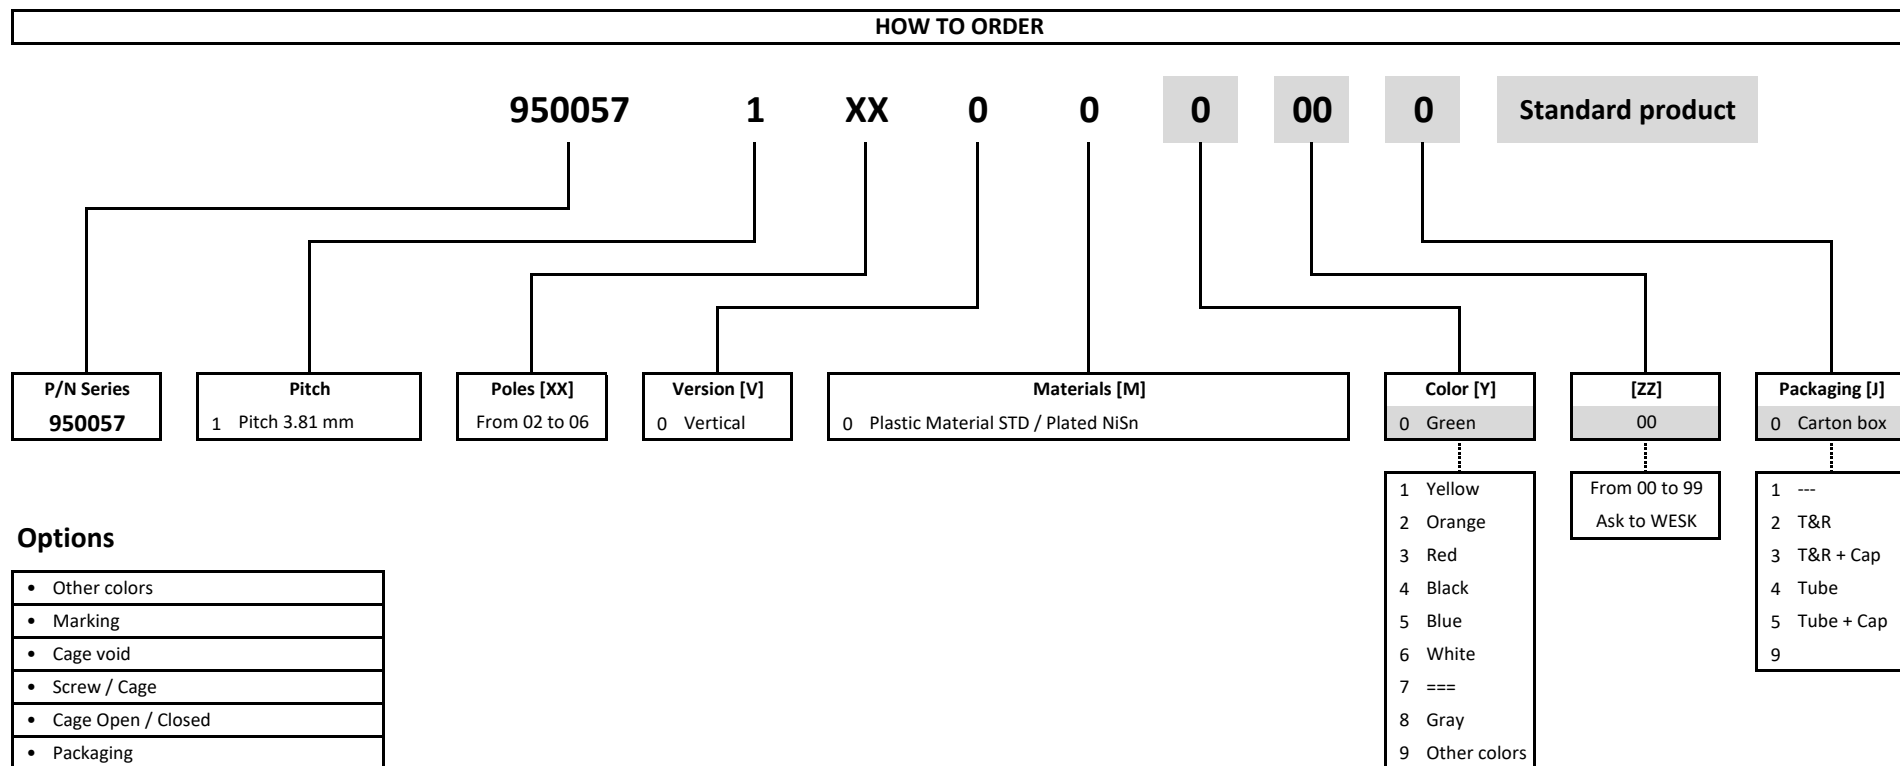 HOW TO ORDER
950057 1 XX 0 0 0 00 0 Standard product
P/N Series Pitch Poles [XX] Version [V] Materials [M] Color [Y] [ZZ] Packaging [J]
950057 1 Pitch 3.81 mm From 02 to 06 0 Vertical 0 Plastic Material STD / Plated NiSn 0 Green 00 0 Carton box
1 Yellow From 00 to 99 1 ---
2 Orange Ask to WESK 2 T&R
3 Red 3 T&R + Cap
4 Black 4 Tube
5 Blue 5 Tube + Cap
6 White 9
7 ===
8 Gray
9 Other colors
Options
• Other colors
• Marking
• Cage void
• Screw / Cage
• Cage Open / Closed
• Packaging